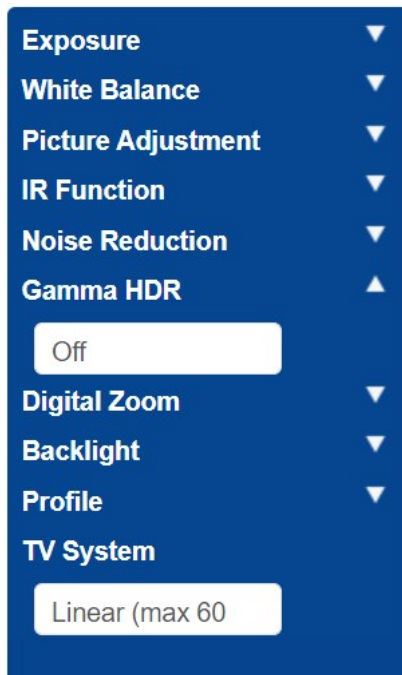 Exposure
White Balance
Picture Adjustment
IR Function
Noise Reduction
Gamma HDR
Off
Digital Zoom
Backlight
Profile
TV System
Linear (max 60